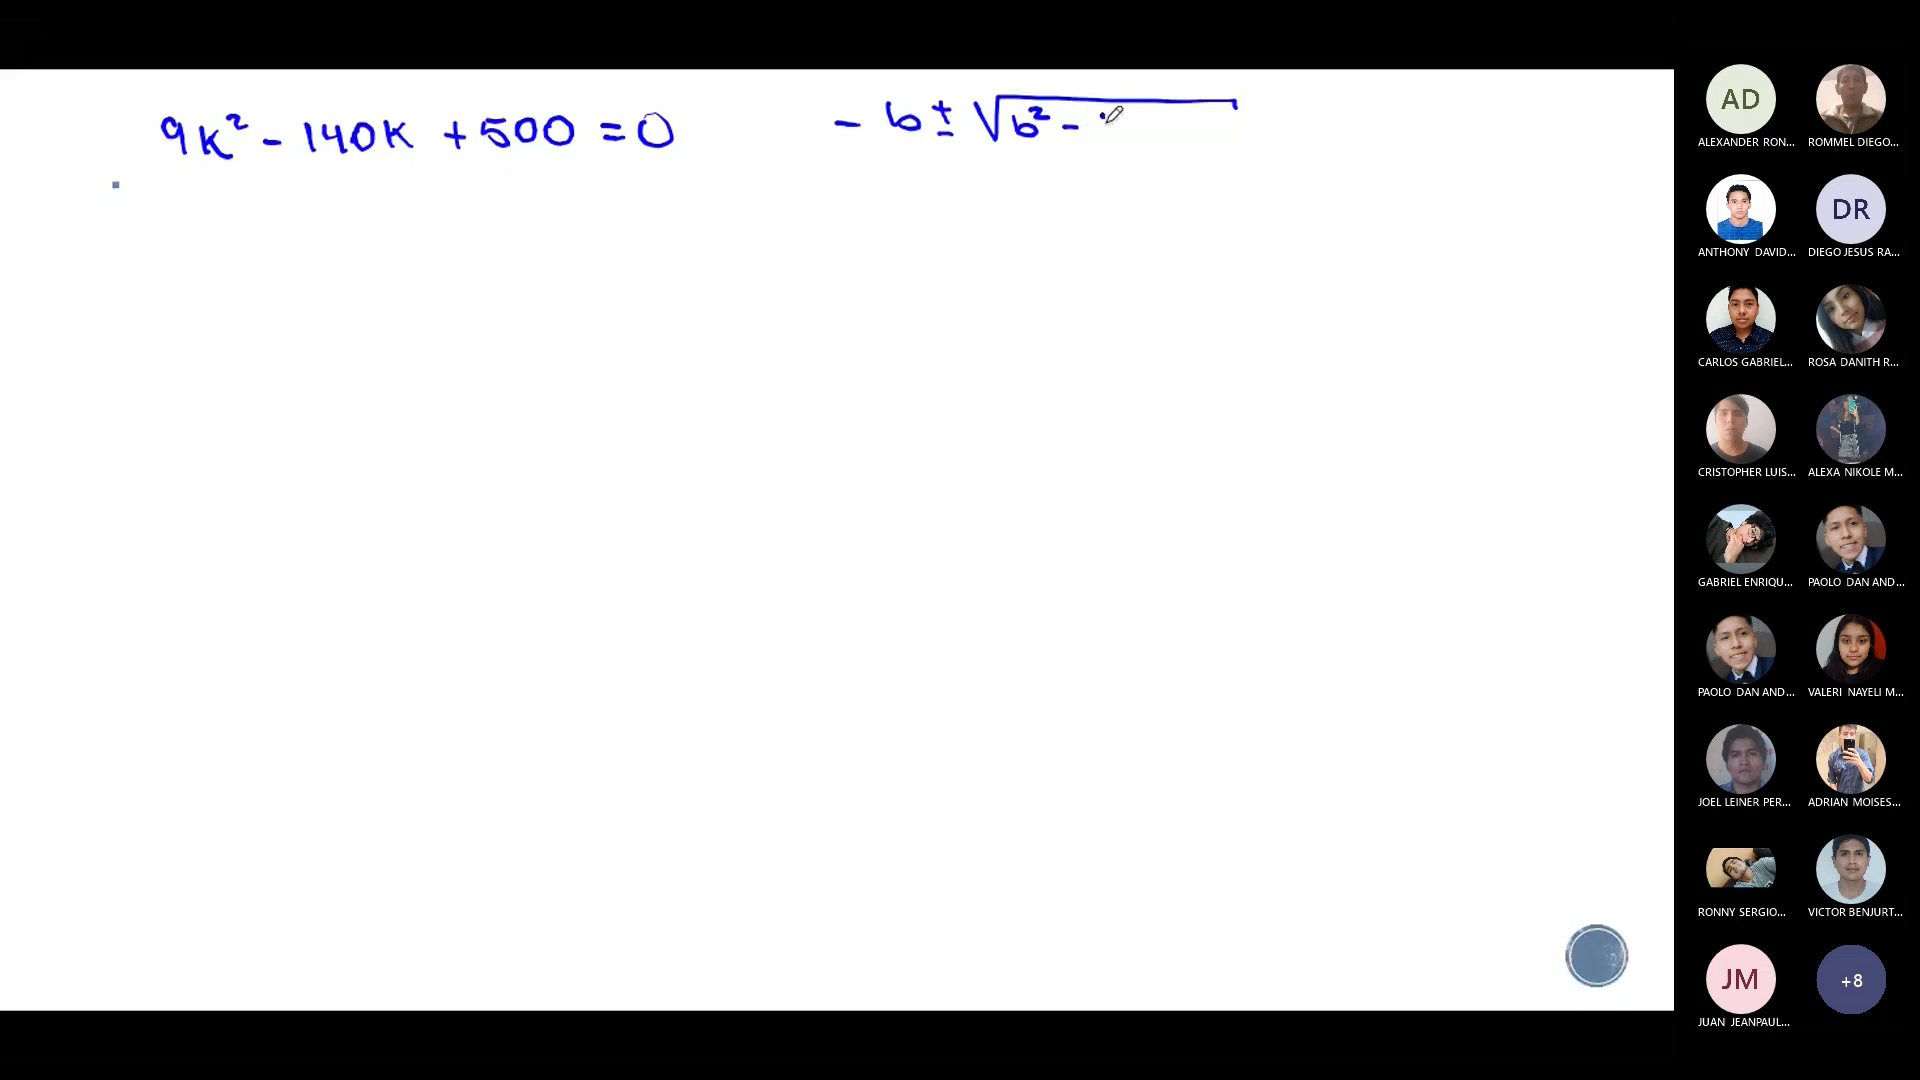 9k² - 140k + 500 = 0
- b ± √b² -
AD
ALEXANDER RON...
ROMMEL DIEGO...
ANTHONY DAVID...
DR
DIEGO JESUS RA...
CARLOS GABRIEL...
ROSA DANITH R...
CRISTOPHER LUIS...
ALEXA NIKOLE M...
GABRIEL ENRIQU...
PAOLO DAN AND...
PAOLO DAN AND...
VALERI NAYELI M...
JOEL LEINER PER...
ADRIAN MOISES...
RONNY SERGIO...
VICTOR BENJURT...
JM
JUAN JEANPAUL...
+8